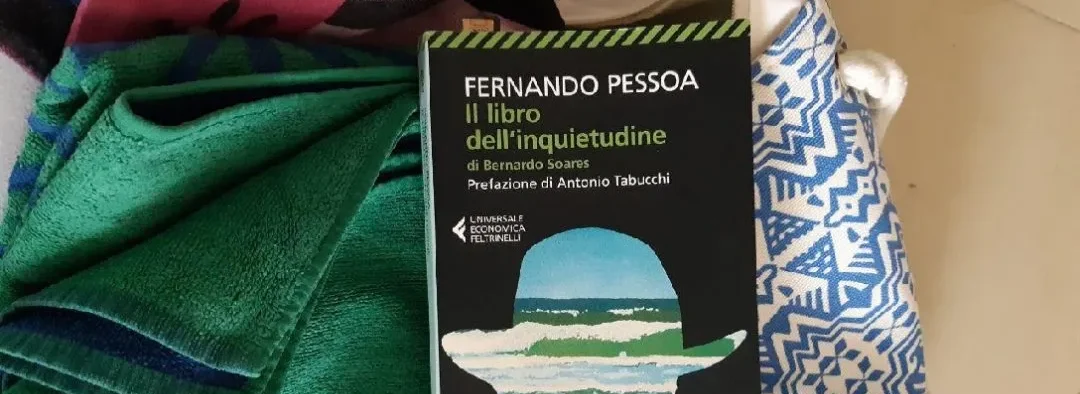 FERNANDO PESSOA
Il libro
dell'inquietudine
di Bernardo Soares
Prefazione di Antonio Tabucchi
UNIVERSALE
ECONOMICA
FELTRINELLI